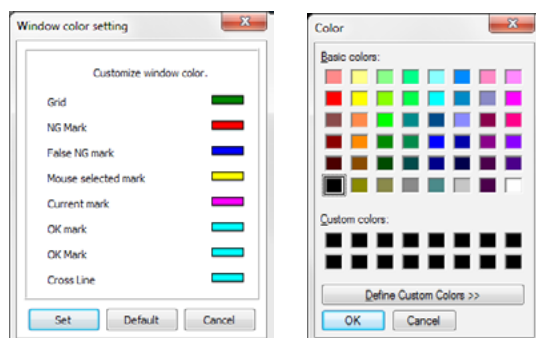 Window color setting
Customize window color.
Grid
NG Mark
False NG mark
Mouse selected mark
Current mark
OK mark
OK Mark
Cross Line
Set
Default
Cancel
Color
Basic colors:
Custom colors:
Define Custom Colors >>
OK
Cancel